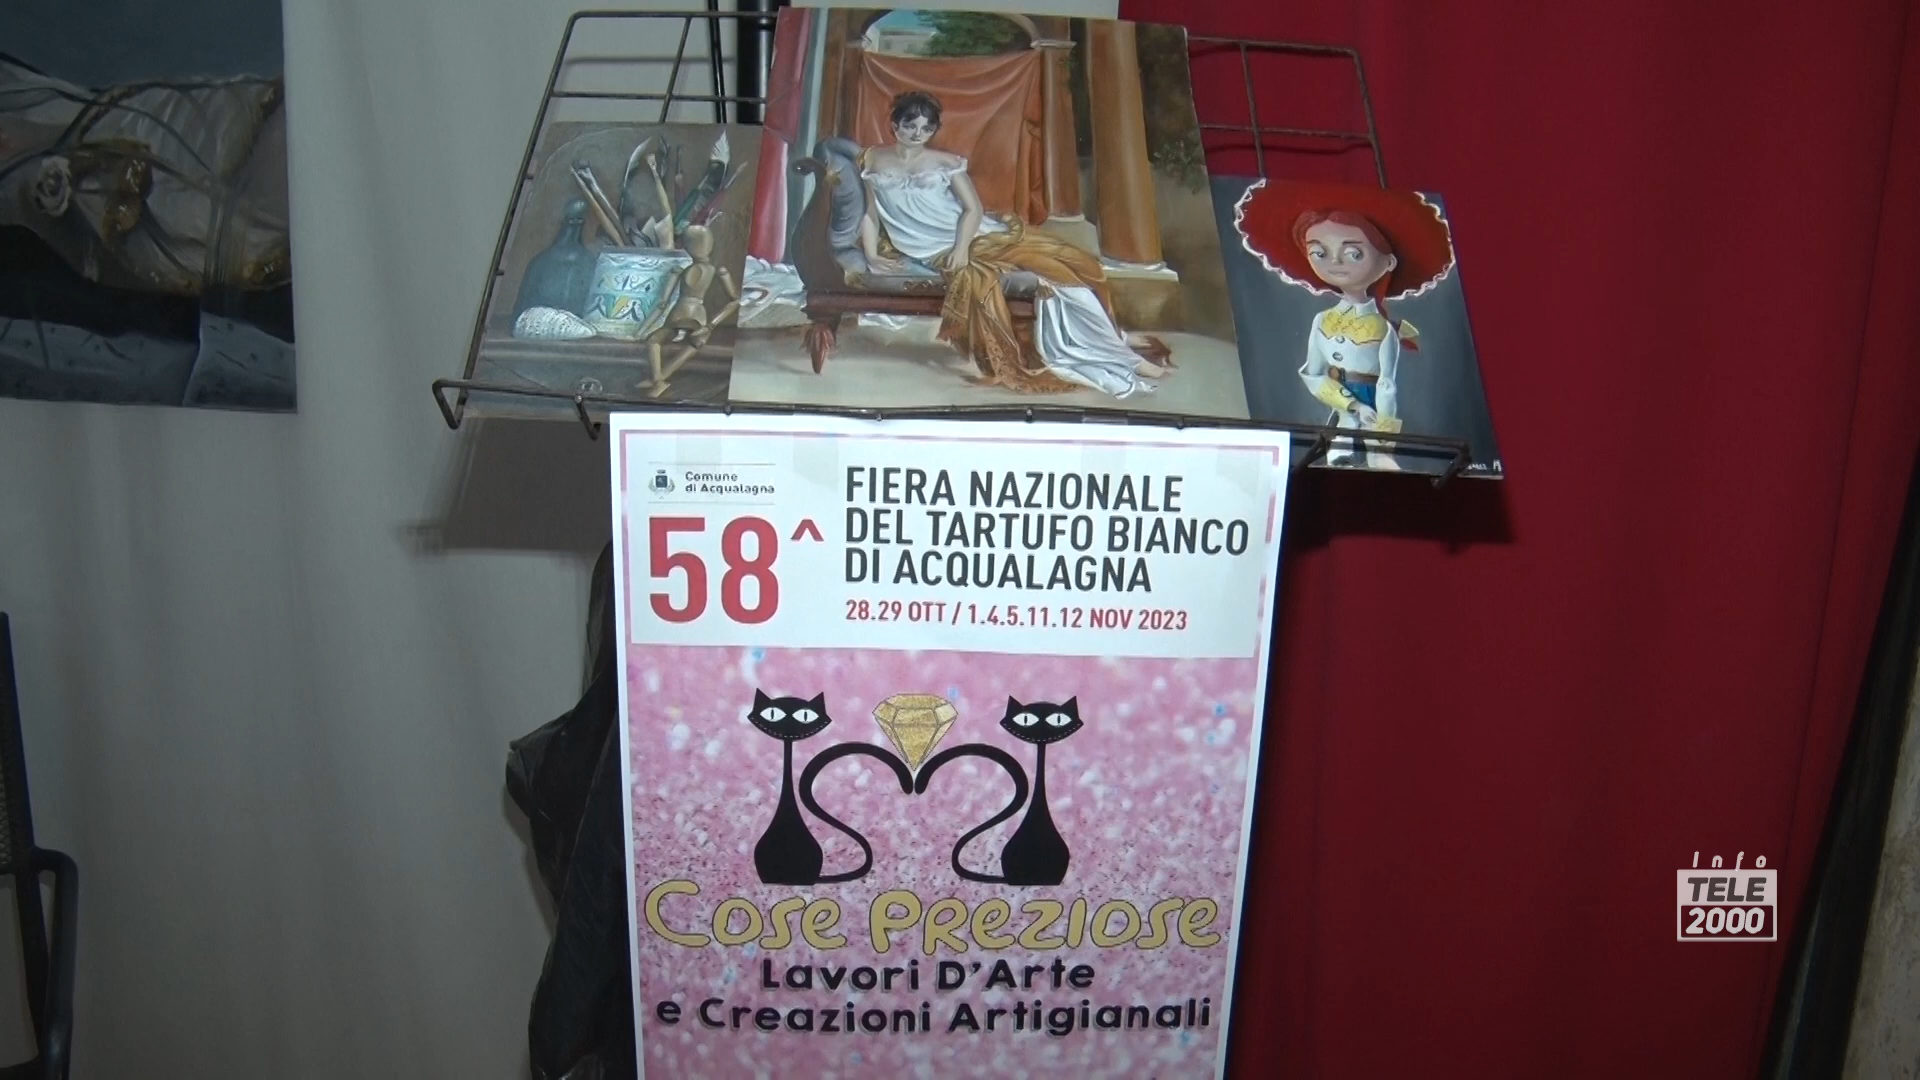 Comune
di Acqualagna
58^
FIERA NAZIONALE
DEL TARTUFO BIANCO
DI ACQUALAGNA
28.29 OTT / 1.4.5.11.12 NOV 2023
Cose Preziose
Lavori D'Arte
e Creazioni Artigianali
Info
TELE
2000